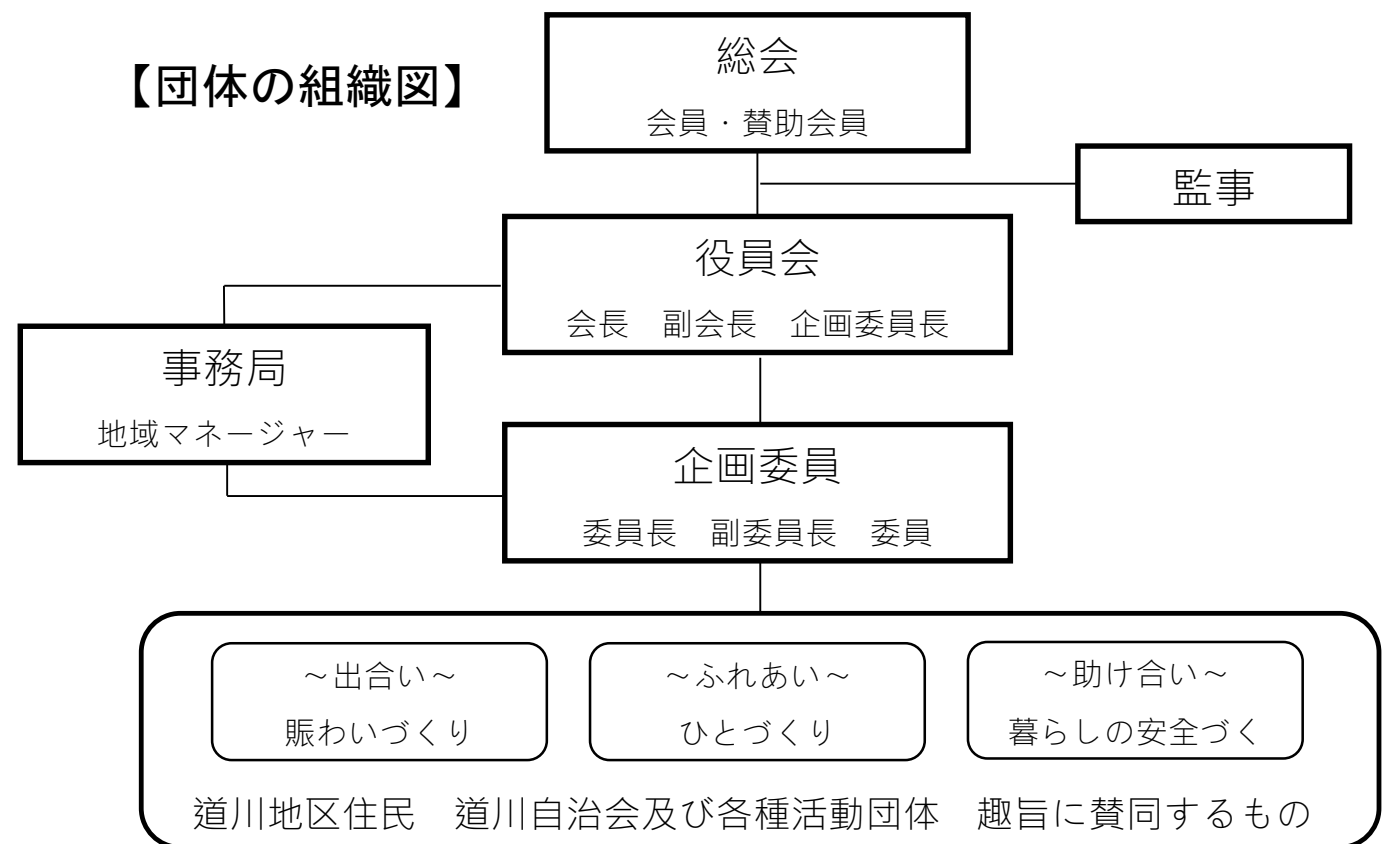 【団体の組織図】
総会
会員・賛助会員
監事
役員会
会長　副会長　企画委員長
事務局
地域マネージャー
企画委員
委員長　副委員長　委員
～出合い～
賑わいづくり
～ふれあい～
ひとづくり
～助け合い～
暮らしの安全づく
道川地区住民　道川自治会及び各種活動団体　趣旨に賛同するもの